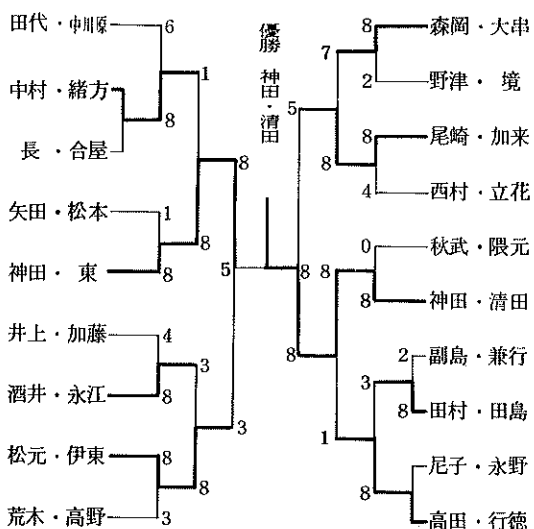 田代・中川原
6
中村・緒方
8
長・合屋
1
矢田・松本
1
神田・東
8
8
8
井上・加藤
4
酒井・永江
8
3
松元・伊東
8
荒木・高野
3
8
3
5
優勝 神田・清田
8
森岡・大串
8
野津・境
2
7
尾崎・加来
8
西村・立花
4
8
5
秋武・隈元
0
神田・清田
8
8
副島・兼行
2
田村・田島
8
3
尼子・永野
高田・行徳
8
1
8